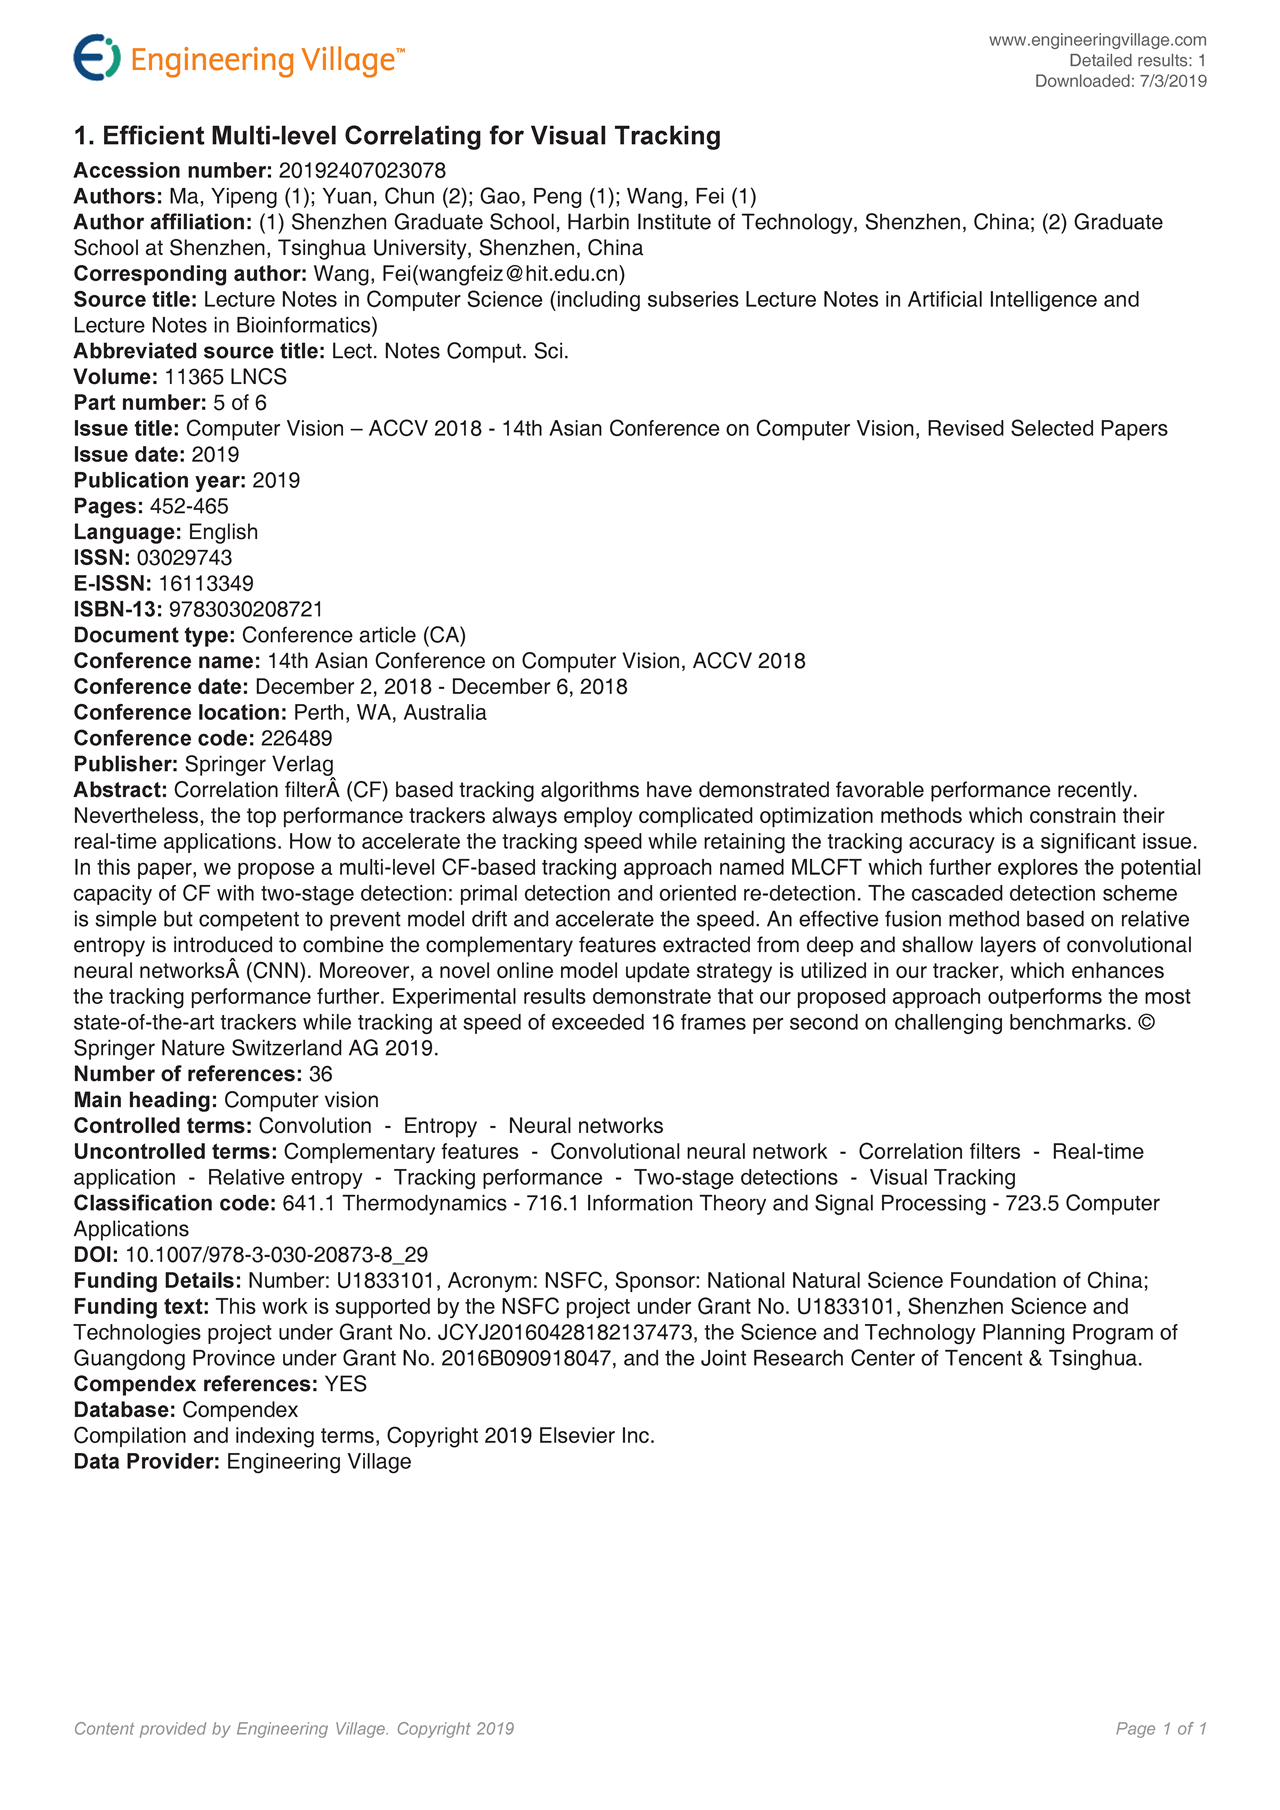 Engineering Village™
www.engineeringvillage.com
Detailed results: 1
Downloaded: 7/3/2019
1. Efficient Multi-level Correlating for Visual Tracking
Accession number: 20192407023078
Authors: Ma, Yipeng (1); Yuan, Chun (2); Gao, Peng (1); Wang, Fei (1)
Author affiliation: (1) Shenzhen Graduate School, Harbin Institute of Technology, Shenzhen, China; (2) Graduate
School at Shenzhen, Tsinghua University, Shenzhen, China
Corresponding author: Wang, Fei(wangfeiz@hit.edu.cn)
Source title: Lecture Notes in Computer Science (including subseries Lecture Notes in Artificial Intelligence and
Lecture Notes in Bioinformatics)
Abbreviated source title: Lect. Notes Comput. Sci.
Volume: 11365 LNCS
Part number: 5 of 6
Issue title: Computer Vision – ACCV 2018 - 14th Asian Conference on Computer Vision, Revised Selected Papers
Issue date: 2019
Publication year: 2019
Pages: 452-465
Language: English
ISSN: 03029743
E-ISSN: 16113349
ISBN-13: 9783030208721
Document type: Conference article (CA)
Conference name: 14th Asian Conference on Computer Vision, ACCV 2018
Conference date: December 2, 2018 - December 6, 2018
Conference location: Perth, WA, Australia
Conference code: 226489
Publisher: Springer Verlag
Abstract: Correlation filterÂ (CF) based tracking algorithms have demonstrated favorable performance recently.
Nevertheless, the top performance trackers always employ complicated optimization methods which constrain their
real-time applications. How to accelerate the tracking speed while retaining the tracking accuracy is a significant issue.
In this paper, we propose a multi-level CF-based tracking approach named MLCFT which further explores the potential
capacity of CF with two-stage detection: primal detection and oriented re-detection. The cascaded detection scheme
is simple but competent to prevent model drift and accelerate the speed. An effective fusion method based on relative
entropy is introduced to combine the complementary features extracted from deep and shallow layers of convolutional
neural networksÂ (CNN). Moreover, a novel online model update strategy is utilized in our tracker, which enhances
the tracking performance further. Experimental results demonstrate that our proposed approach outperforms the most
state-of-the-art trackers while tracking at speed of exceeded 16 frames per second on challenging benchmarks. ©
Springer Nature Switzerland AG 2019.
Number of references: 36
Main heading: Computer vision
Controlled terms: Convolution - Entropy - Neural networks
Uncontrolled terms: Complementary features - Convolutional neural network - Correlation filters - Real-time
application - Relative entropy - Tracking performance - Two-stage detections - Visual Tracking
Classification code: 641.1 Thermodynamics - 716.1 Information Theory and Signal Processing - 723.5 Computer
Applications
DOI: 10.1007/978-3-030-20873-8_29
Funding Details: Number: U1833101, Acronym: NSFC, Sponsor: National Natural Science Foundation of China;
Funding text: This work is supported by the NSFC project under Grant No. U1833101, Shenzhen Science and
Technologies project under Grant No. JCYJ20160428182137473, the Science and Technology Planning Program of
Guangdong Province under Grant No. 2016B090918047, and the Joint Research Center of Tencent & Tsinghua.
Compendex references: YES
Database: Compendex
Compilation and indexing terms, Copyright 2019 Elsevier Inc.
Data Provider: Engineering Village
Content provided by Engineering Village. Copyright 2019
Page 1 of 1